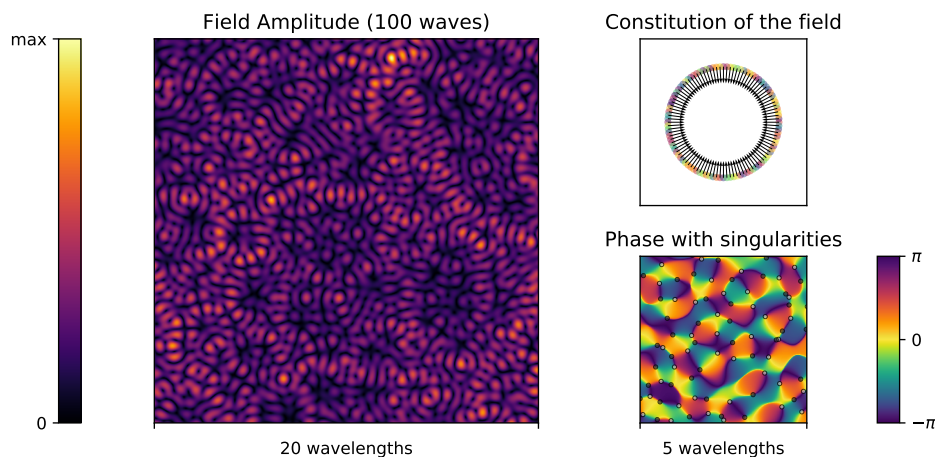 Field Amplitude (100 waves)
max
0
20 wavelengths
Constitution of the field
Phase with singularities
5 wavelengths
π
0
−π